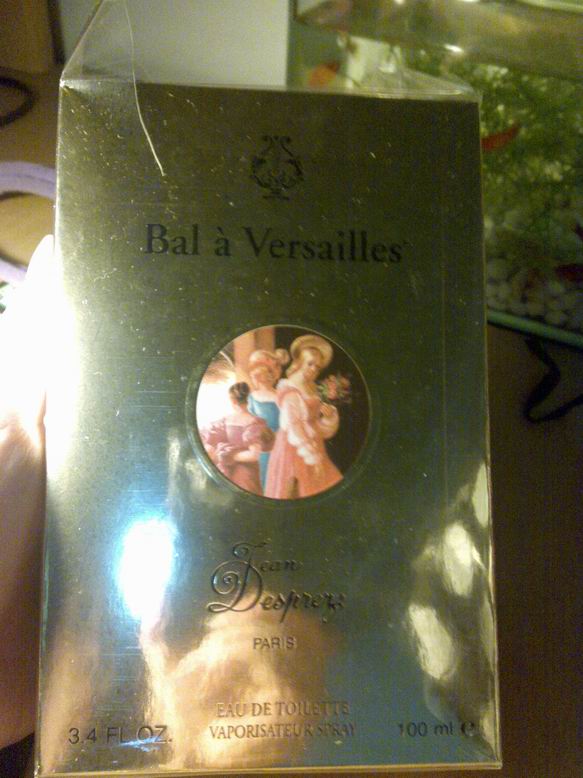 Bal à Versailles
Jean
Desprez
PARIS
EAU DE TOILETTE
3.4 FL. OZ. VAPORISATEUR SPRAY 100 ml ℮